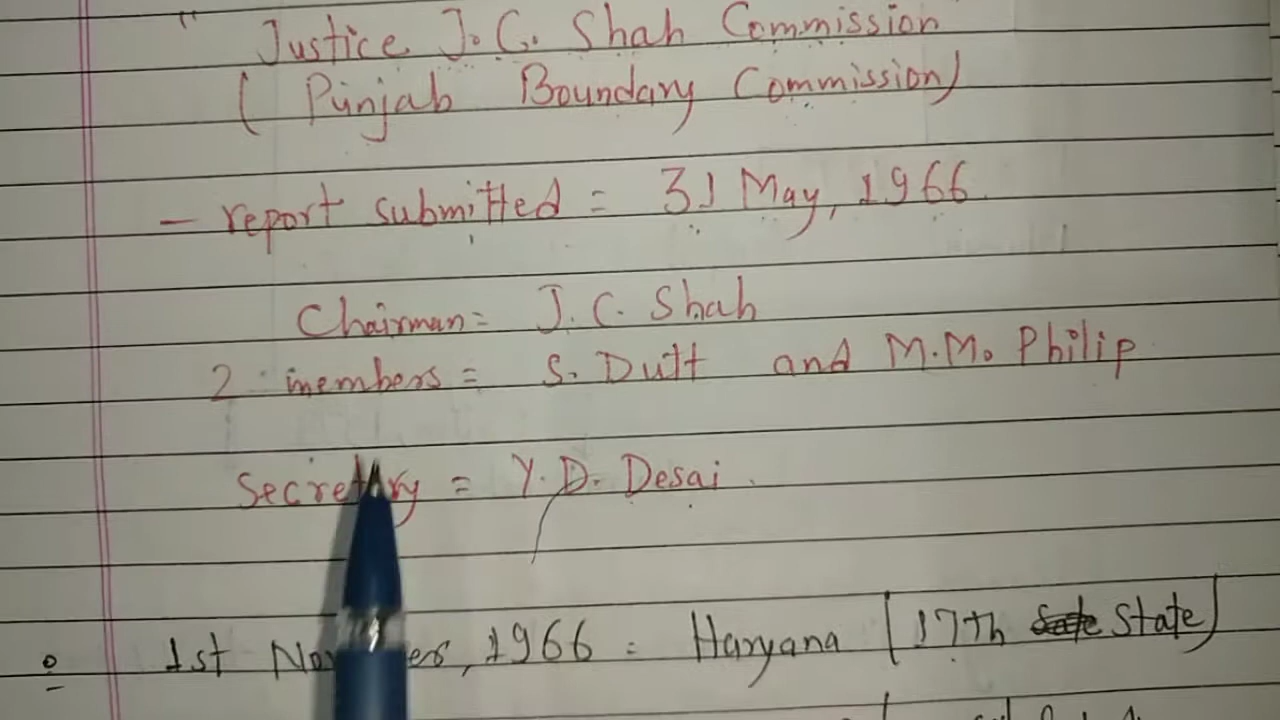 " Justice J. C. Shah Commission
( Punjab Boundary Commission)
- report submitted = 31 May, 1966
Chairman = J. C. Shah
2 members = S. Dutt and M.M. Philip
Secretary = Y. D. Desai.
1st November, 1966 = Haryana [17th State]